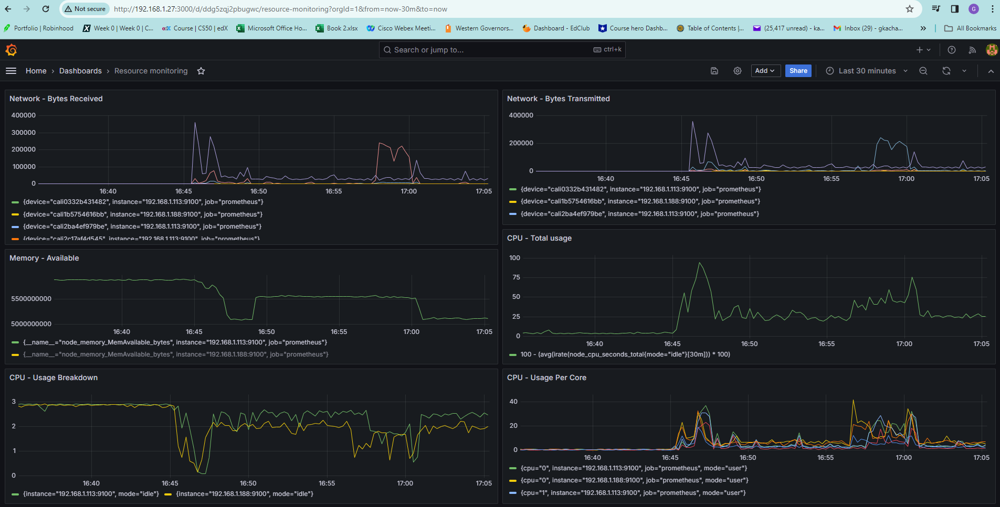 Not secure
http://192.168.1.27:3000/d/ddg5zqj2pbugwc/resource-monitoring?orgId=1&from=now-30m&to=now
G
Portfolio | Robinhood
Week 0 | Week 0 | C...
edX
Course | CS50 | edX
Microsoft Office Ho...
Book 2.xlsx
Cisco Webex Meeti...
Western Governors...
Dashboard - EdClub
Course hero Dashb...
Table of Contents |...
(25,417 unread) - ka...
Inbox (29) - gkacha...
All Bookmarks
Search or jump to...
ctrl+k
Home › Dashboards › Resource monitoring
Add
Share
Last 30 minutes
Network - Bytes Received
400000
300000
200000
100000
0
16:40 16:45 16:50 16:55 17:00 17:05
{device="cali0332b431482", instance="192.168.1.113:9100", job="prometheus"}
{device="cali1b5754616bb", instance="192.168.1.188:9100", job="prometheus"}
{device="cali2ba4ef979be", instance="192.168.1.113:9100", job="prometheus"}
{device="cali2c17af4d545", instance="192.168.1.113:9100", job="prometheus"}
Network - Bytes Transmitted
400000
200000
0
16:40 16:45 16:50 16:55 17:00 17:05
{device="cali0332b431482", instance="192.168.1.113:9100", job="prometheus"}
{device="cali1b5754616bb", instance="192.168.1.188:9100", job="prometheus"}
{device="cali2ba4ef979be", instance="192.168.1.113:9100", job="prometheus"}
Memory - Available
5500000000
5000000000
16:40 16:45 16:50 16:55 17:00 17:05
{__name__="node_memory_MemAvailable_bytes", instance="192.168.1.113:9100", job="prometheus"}
{__name__="node_memory_MemAvailable_bytes", instance="192.168.1.188:9100", job="prometheus"}
CPU - Total usage
100
75
50
25
0
16:40 16:45 16:50 16:55 17:00 17:05
100 - (avg(irate(node_cpu_seconds_total{mode="idle"}[30m])) * 100)
CPU - Usage Breakdown
3
2
1
0
16:40 16:45 16:50 16:55 17:00 17:05
{instance="192.168.1.113:9100", mode="idle"} {instance="192.168.1.188:9100", mode="idle"}
CPU - Usage Per Core
40
20
0
16:40 16:45 16:50 16:55 17:00 17:05
{cpu="0", instance="192.168.1.113:9100", job="prometheus", mode="user"}
{cpu="0", instance="192.168.1.188:9100", job="prometheus", mode="user"}
{cpu="1", instance="192.168.1.113:9100", job="prometheus", mode="user"}